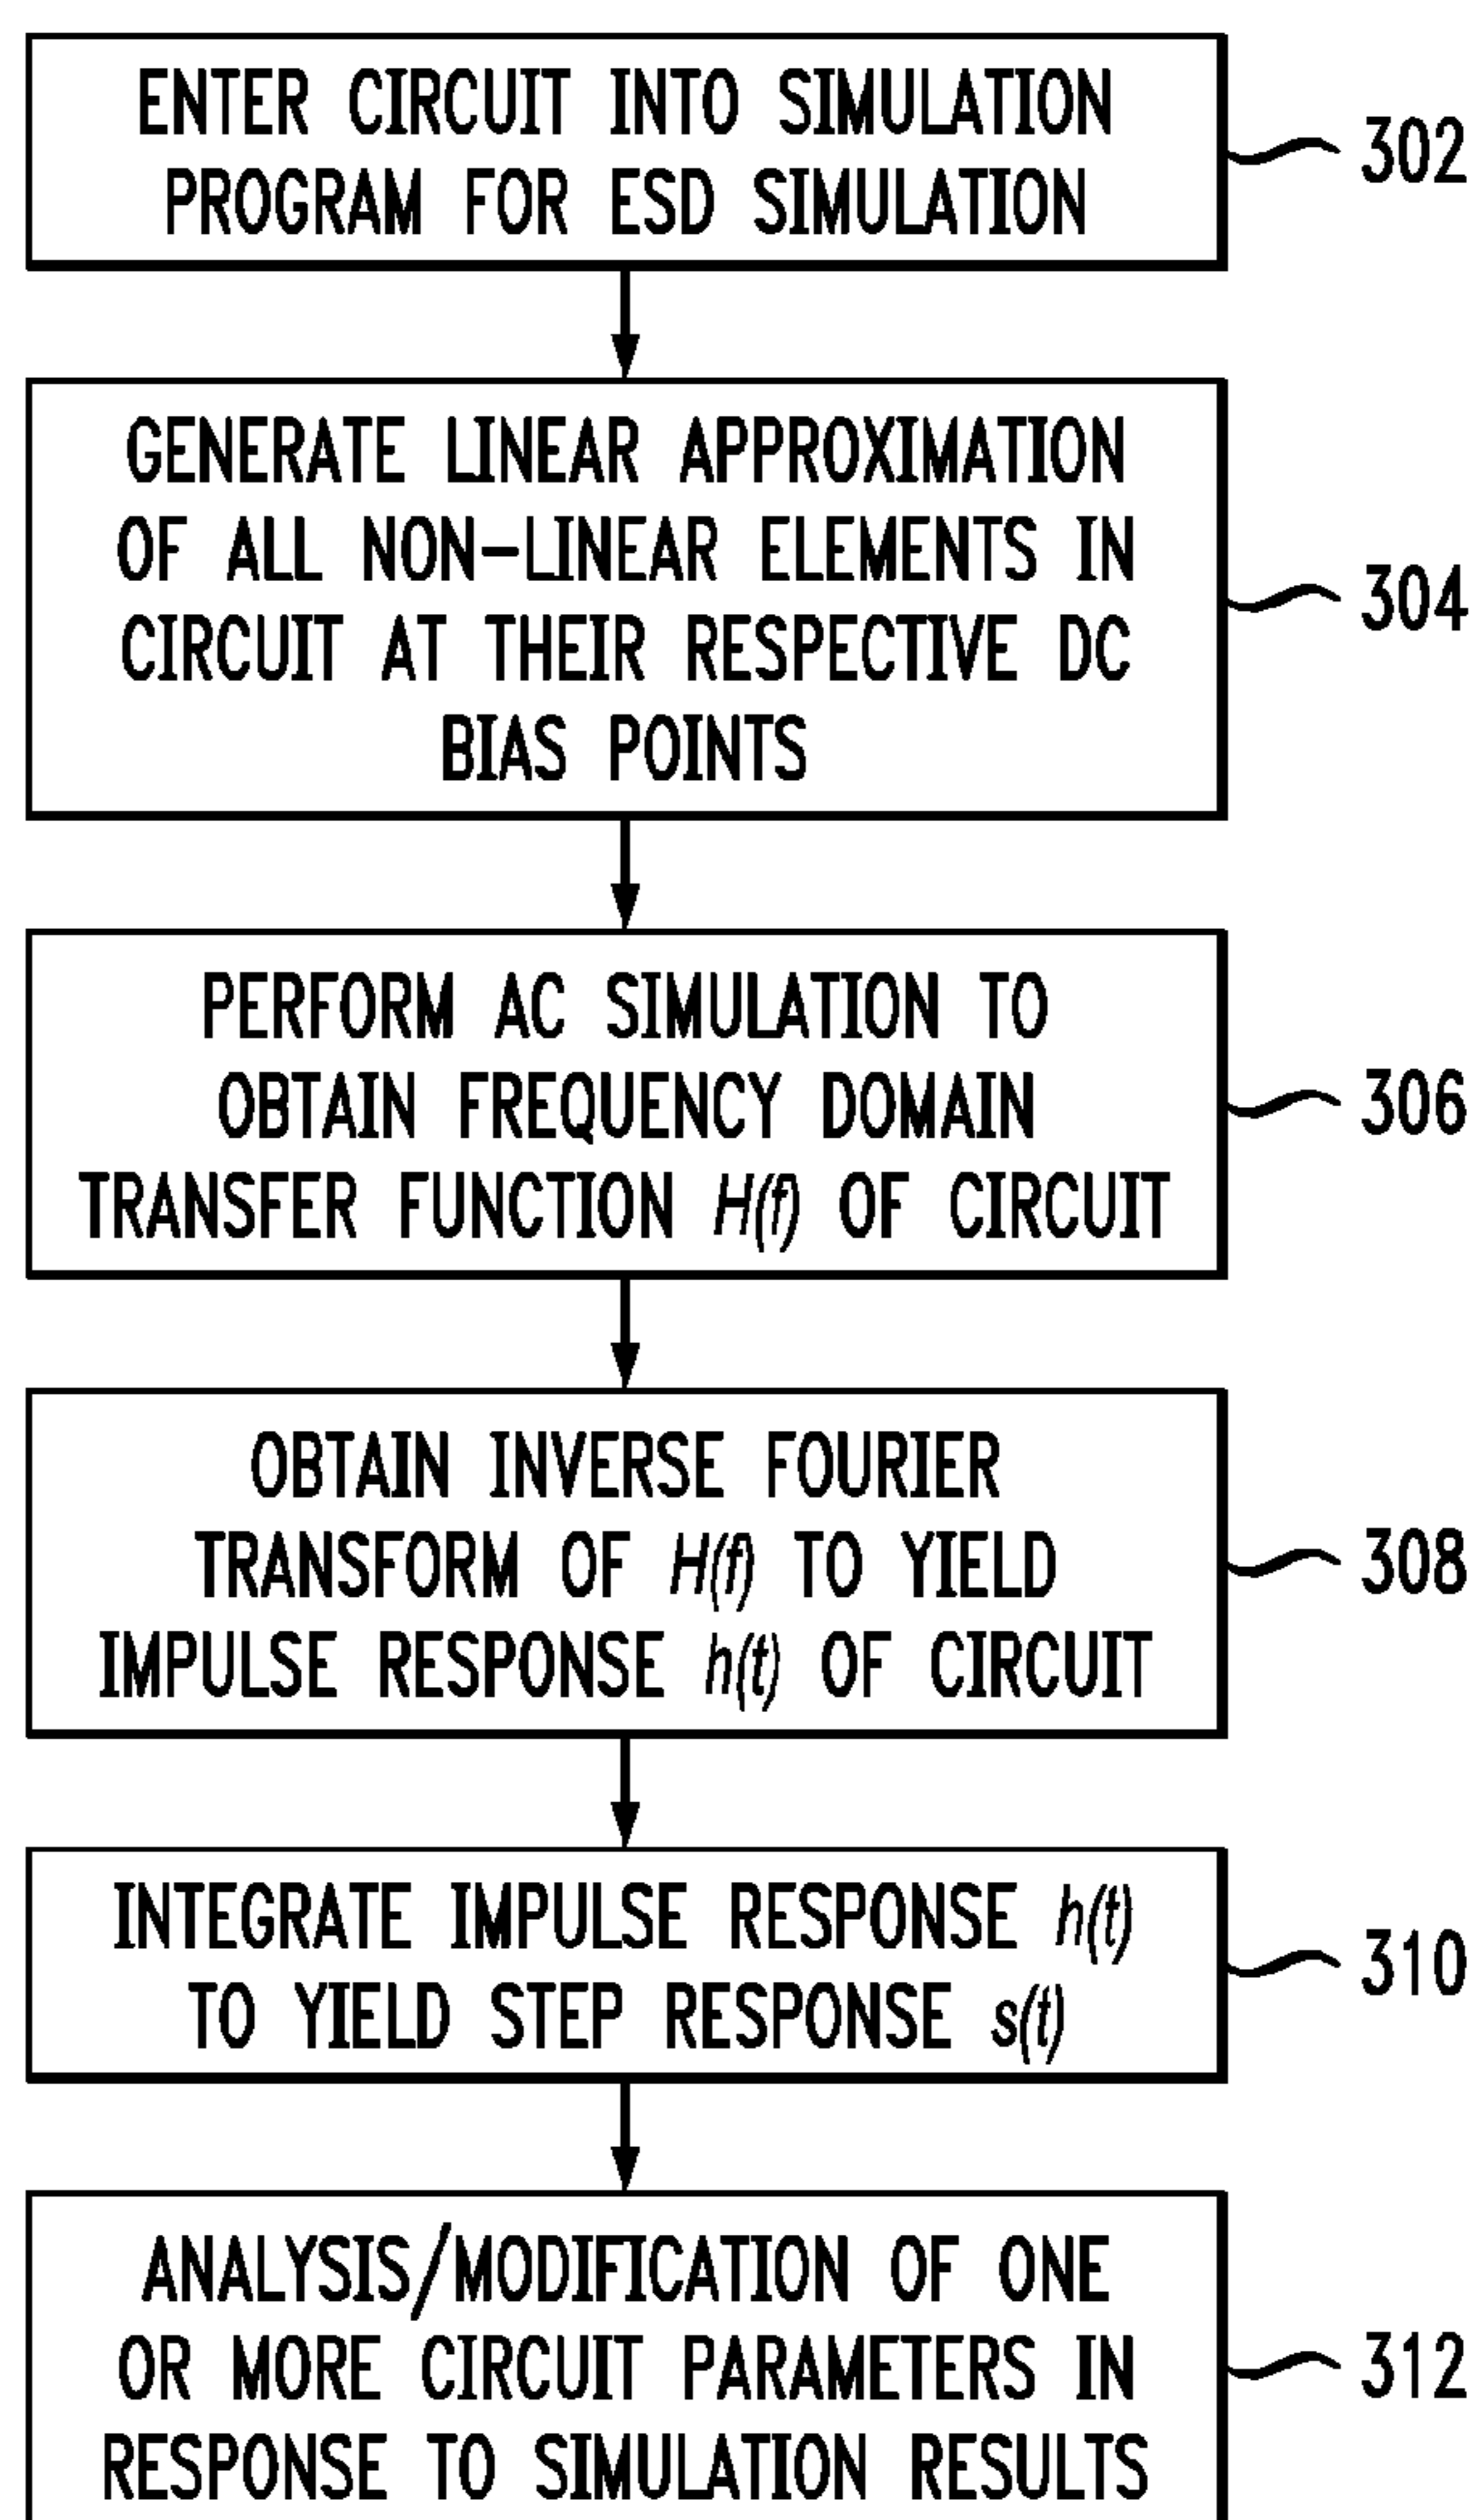 ENTER CIRCUIT INTO SIMULATION
PROGRAM FOR ESD SIMULATION
302
GENERATE LINEAR APPROXIMATION
OF ALL NON-LINEAR ELEMENTS IN
CIRCUIT AT THEIR RESPECTIVE DC
BIAS POINTS
304
PERFORM AC SIMULATION TO
OBTAIN FREQUENCY DOMAIN
TRANSFER FUNCTION H(f) OF CIRCUIT
306
OBTAIN INVERSE FOURIER
TRANSFORM OF H(f) TO YIELD
IMPULSE RESPONSE h(t) OF CIRCUIT
308
INTEGRATE IMPULSE RESPONSE h(t)
TO YIELD STEP RESPONSE s(t)
310
ANALYSIS/MODIFICATION OF ONE
OR MORE CIRCUIT PARAMETERS IN
RESPONSE TO SIMULATION RESULTS
312